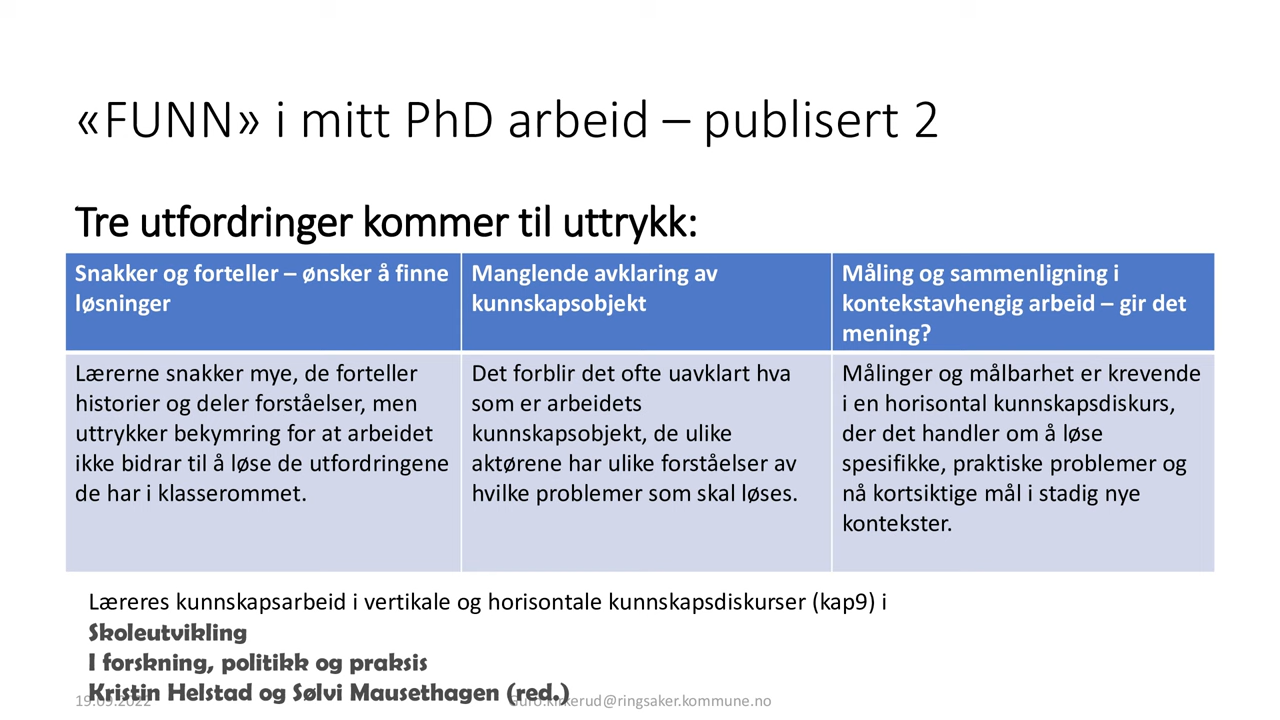 «FUNN» i mitt PhD arbeid – publisert 2
Tre utfordringer kommer til uttrykk:
Snakker og forteller – ønsker å finne
løsninger
Manglende avklaring av
kunnskapsobjekt
Måling og sammenligning i
kontekstavhengig arbeid – gir det
mening?
Lærerne snakker mye, de forteller
historier og deler forståelser, men
uttrykker bekymring for at arbeidet
ikke bidrar til å løse de utfordringene
de har i klasserommet.
Det forblir det ofte uavklart hva
som er arbeidets
kunnskapsobjekt, de ulike
aktørene har ulike forståelser av
hvilke problemer som skal løses.
Målinger og målbarhet er krevende
i en horisontal kunnskapsdiskurs,
der det handler om å løse
spesifikke, praktiske problemer og
nå kortsiktige mål i stadig nye
kontekster.
Læreres kunnskapsarbeid i vertikale og horisontale kunnskapsdiskurser (kap9) i
Skoleutvikling
I forskning, politikk og praksis
Kristin Helstad og Sølvi Mausethagen (red.)
19.09.2022
Guro.kirkerud@ringsaker.kommune.no